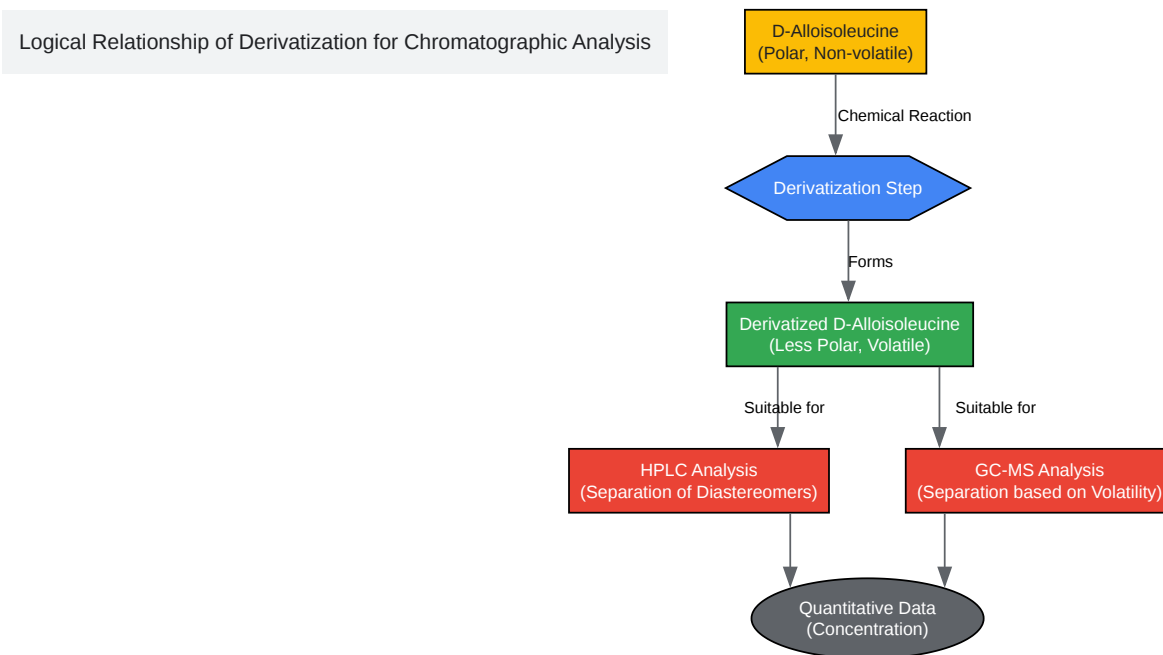 Logical Relationship of Derivatization for Chromatographic Analysis
D-Alloisoleucine
(Polar, Non-volatile)
Chemical Reaction
Derivatization Step
Forms
Derivatized D-Alloisoleucine
(Less Polar, Volatile)
Suitable for
Suitable for
HPLC Analysis
(Separation of Diastereomers)
GC-MS Analysis
(Separation based on Volatility)
Quantitative Data
(Concentration)